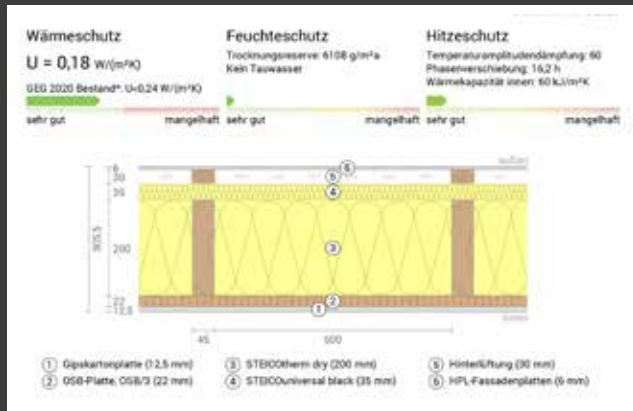 Wärmeschutz
U = 0,18 W/(m²K)
GEG 2020 Bestand*: U<0,24 W/(m²K)
sehr gut mangelhaft
Feuchteschutz
Trocknungsreserve: 6108 g/m²a
Kein Tauwasser
sehr gut mangelhaft
Hitzeschutz
Temperaturamplitudendämpfung: 60
Phasenverschiebung: 16,2 h
Wärmekapazität innen: 60 kJ/m²K
sehr gut mangelhaft
außen
6
30
35
305,5
200
22
12,5
6
5
4
3
2
1
innen
45
500
1 Gipskartonplatte (12,5 mm)
2 OSB-Platte, OSB/3 (22 mm)
3 STEICOtherm dry (200 mm)
4 STEICOuniversal black (35 mm)
5 Hinterlüftung (30 mm)
6 HPL-Fassadenplatten (6 mm)